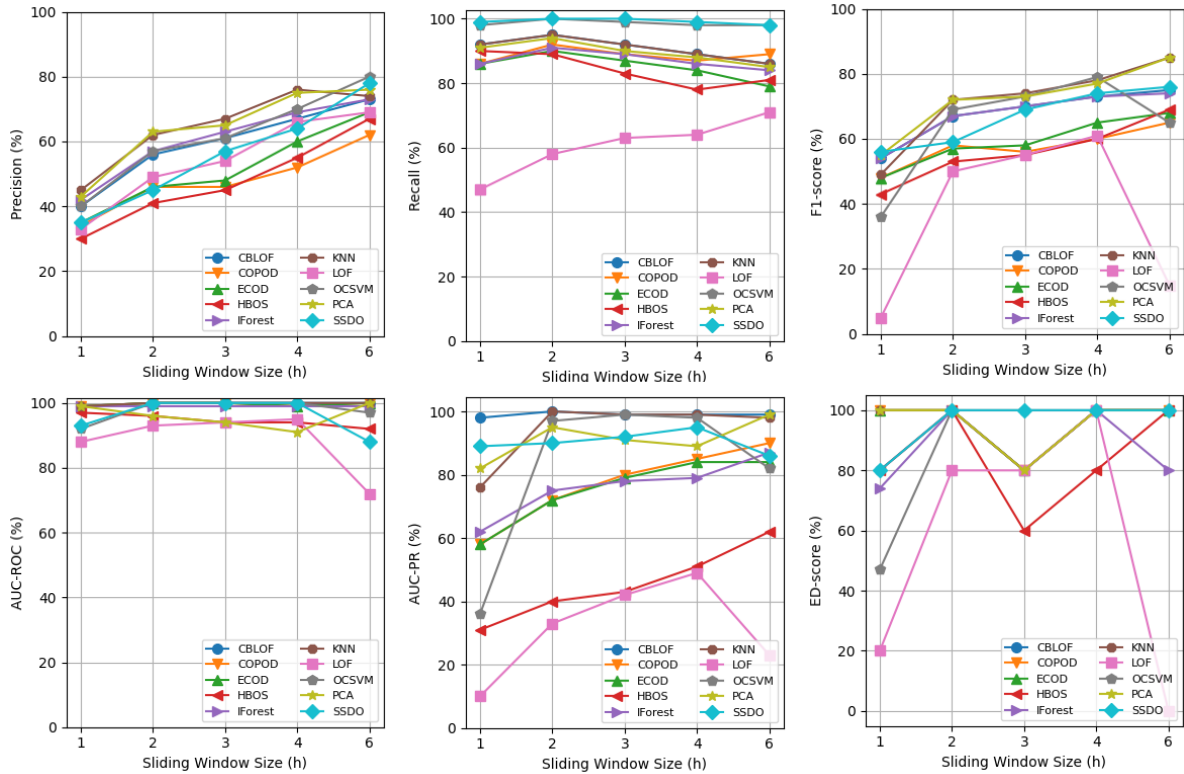 Precision (%)
100
80
60
40
20
0
CBLOF
COPOD
ECOD
HBOS
IForest
KNN
LOF
OCSVM
PCA
SSDO
1 2 3 4 6
Sliding Window Size (h)
Recall (%)
100
80
60
40
20
0
CBLOF
COPOD
ECOD
HBOS
IForest
KNN
LOF
OCSVM
PCA
SSDO
1 2 3 4 6
Sliding Window Size (h)
F1-score (%)
100
80
60
40
20
0
CBLOF
COPOD
ECOD
HBOS
IForest
KNN
LOF
OCSVM
PCA
SSDO
1 2 3 4 6
Sliding Window Size (h)
AUC-ROC (%)
100
80
60
40
20
0
CBLOF
COPOD
ECOD
HBOS
IForest
KNN
LOF
OCSVM
PCA
SSDO
1 2 3 4 6
Sliding Window Size (h)
AUC-PR (%)
100
80
60
40
20
0
CBLOF
COPOD
ECOD
HBOS
IForest
KNN
LOF
OCSVM
PCA
SSDO
1 2 3 4 6
Sliding Window Size (h)
ED-score (%)
100
80
60
40
20
0
CBLOF
COPOD
ECOD
HBOS
IForest
KNN
LOF
OCSVM
PCA
SSDO
1 2 3 4 6
Sliding Window Size (h)